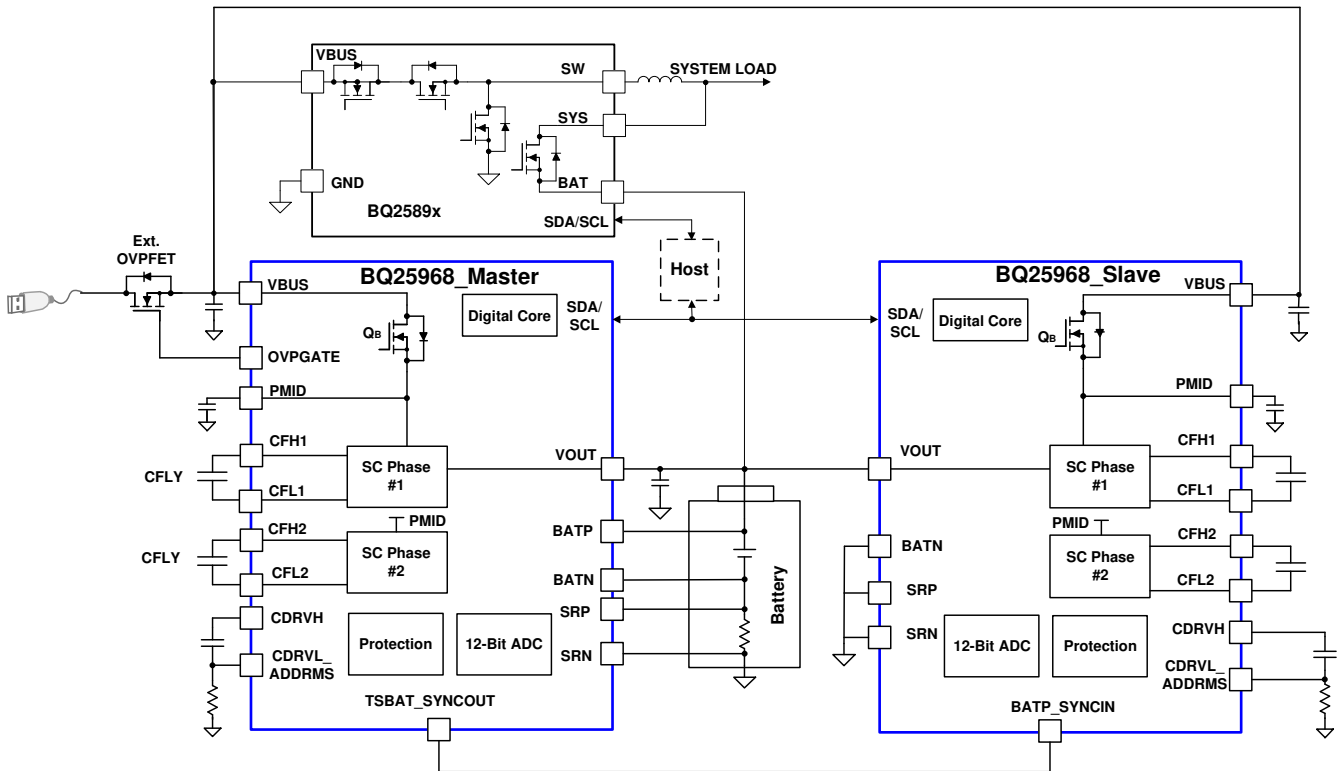 VBUS
SW
SYSTEM LOAD
SYS
GND
BAT
BQ2589x
SDA/SCL
Ext.
OVPFET
Host
BQ25968_Master
VBUS
Digital Core
SDA/
SCL
QB
OVPGATE
PMID
CFH1
CFLY
SC Phase
#1
VOUT
CFL1
PMID
CFH2
CFLY
SC Phase
#2
CFL2
BATP
BATN
SRP
SRN
CDRVH
Protection
12-Bit ADC
CDRVL_
ADDRMS
TSBAT_SYNCOUT
Battery
BQ25968_Slave
VBUS
SDA/
SCL
Digital Core
QB
PMID
VOUT
SC Phase
#1
CFH1
CFL1
PMID
BATN
SC Phase
#2
CFH2
CFL2
SRP
SRN
12-Bit ADC
Protection
CDRVH
CDRVL_
ADDRMS
BATP_SYNCIN